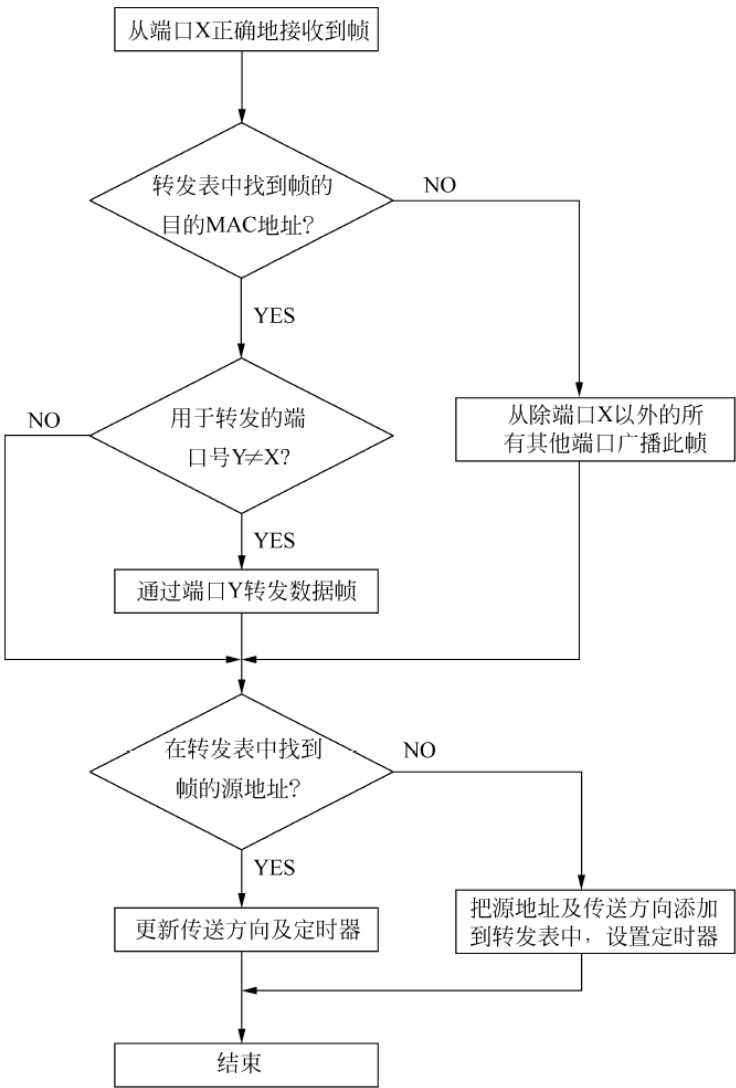 从端口X正确地接收到帧
转发表中找到帧的
目的MAC地址?
NO
YES
用于转发的端
口号Y≠X?
NO
从除端口X以外的所
有其他端口广播此帧
YES
通过端口Y转发数据帧
在转发表中找到
帧的源地址?
NO
YES
更新传送方向及定时器
把源地址及传送方向添加
到转发表中，设置定时器
结束